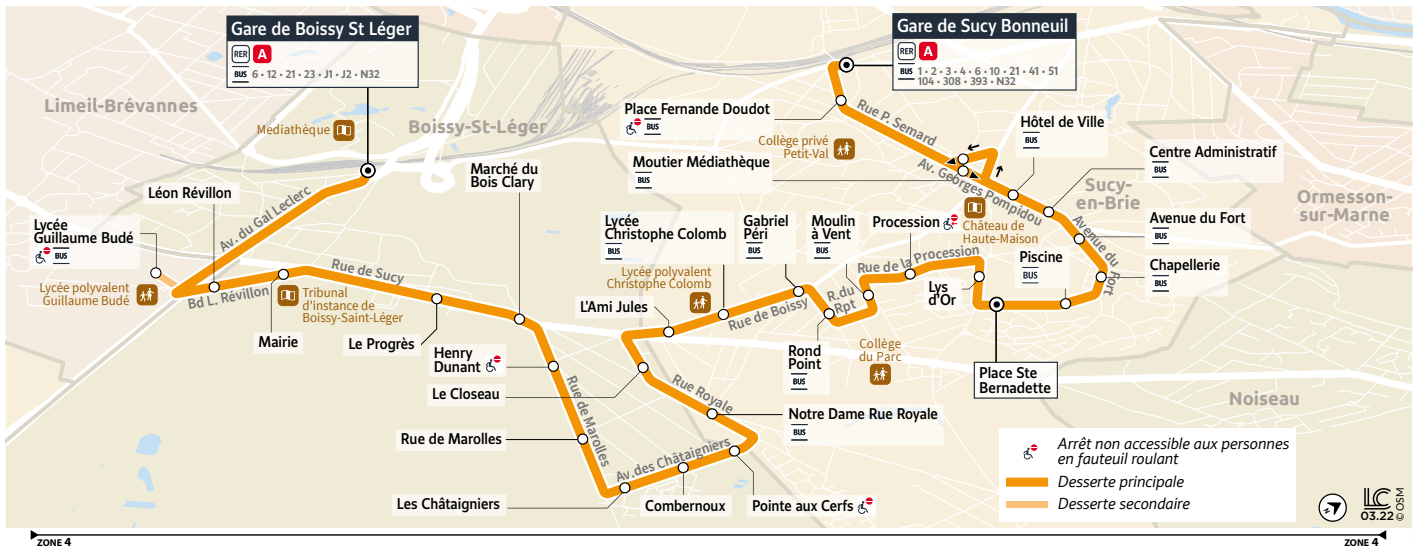 Gare de Boissy St Léger
RER A
BUS 6 • 12 • 21 • 23 • J1 • J2 • N32
Gare de Sucy Bonneuil
RER A
BUS 1 • 2 • 3 • 4 • 6 • 10 • 21 • 41 • 51
104 • 308 • 393 • N32
Limeil-Brévannes
Mediathèque
Boissy-St-Léger
Place Fernande Doudot
BUS
Rue P. Semard
Collège privé
Petit-Val
Hôtel de Ville
BUS
Moutier Médiathèque
BUS
Av. Georges Pompidou
Centre Administratif
BUS
Sucy-
en-Brie
Ormesson-
sur-Marne
Marché du
Bois Clary
Léon Révillon
Av. du Gal Leclerc
Lycée
Guillaume Budé
BUS
Lycée
Christophe Colomb
BUS
Gabriel
Péri
BUS
Moulin
à Vent
BUS
Procession
Château de
Haute-Maison
Avenue du Fort
BUS
Avenue du Fort
Rue de la Procession
Piscine
BUS
Chapellerie
BUS
Lycée polyvalent
Guillaume Budé
Bd L. Révillon
Rue de Sucy
Tribunal
d'instance de
Boissy-Saint-Léger
Lycée polyvalent
Christophe Colomb
Lys
d'Or
R. du
Rpt
L'Ami Jules
Rue de Boissy
Mairie
Le Progrès
Henry
Dunant
Rond
Point
BUS
Collège
du Parc
Place Ste
Bernadette
Le Closeau
Rue Royale
Rue de Marolles
Notre Dame Rue Royale
BUS
Noiseau
Rue de Marolles
Av. des Châtaigniers
Les Châtaigniers
Combernoux
Pointe aux Cerfs
Arrêt non accessible aux personnes
en fauteuil roulant
Desserte principale
Desserte secondaire
LC
03.22 © OSM
ZONE 4
ZONE 4